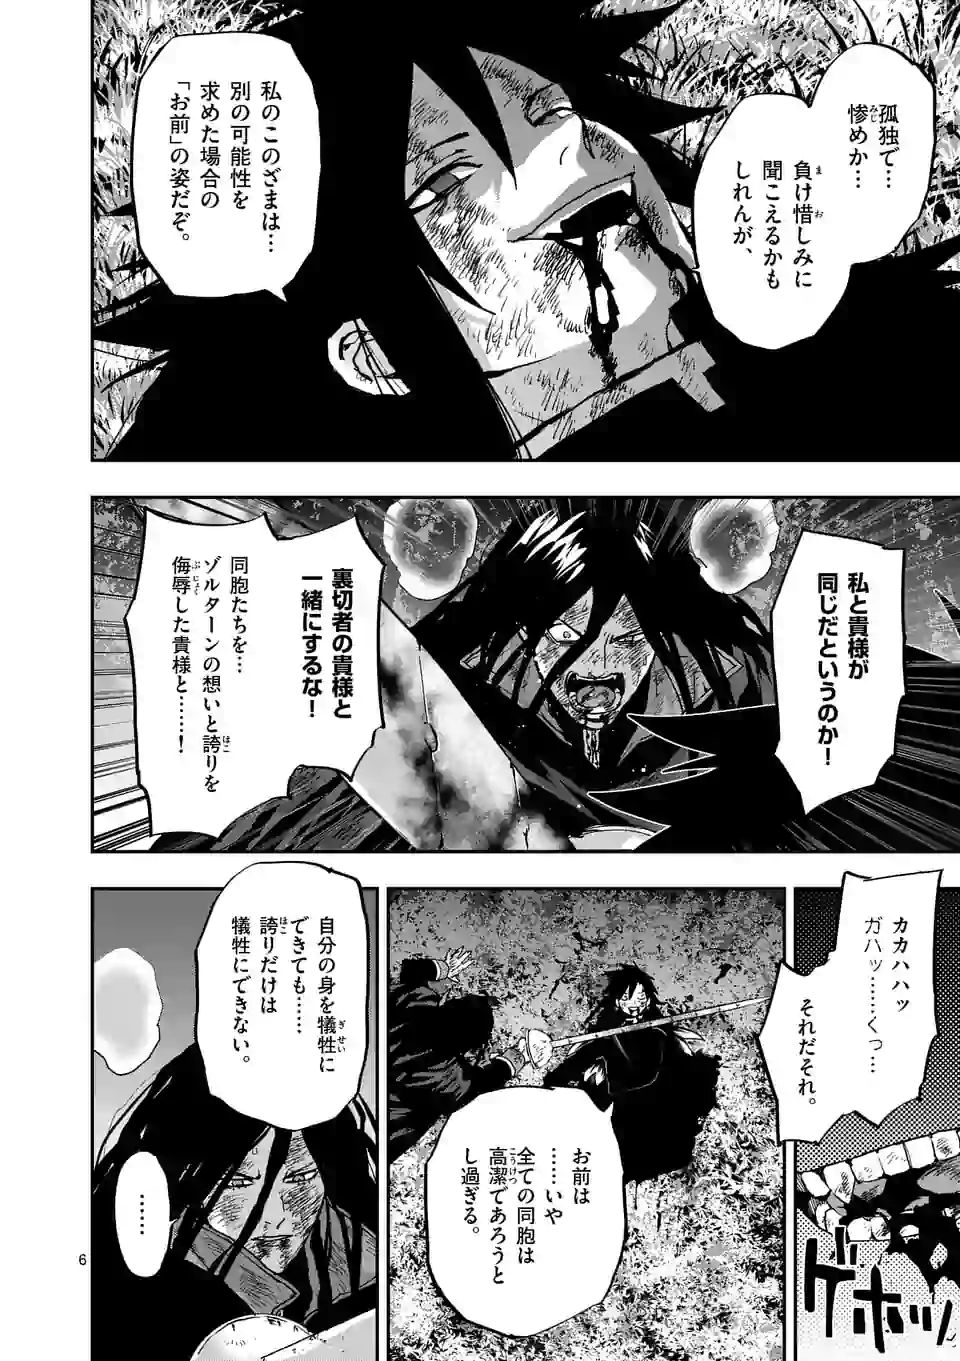 孤独で…
惨めか…
負け惜しみに
聞こえるかも
しれんが、
私のこのざまは…
別の可能性を
求めた場合の
「お前」の姿だぞ。
私と貴様が
同じだというのか！
裏切者の貴様と
一緒にするな！
同胞たちを…
ゾルターンの想いと誇りを
侮辱した貴様と………！
カカハハッ
ガハッ………くっ…
それだそれ。
ゲホッ
お前は
……いや
全ての同胞は
高潔であろうと
し過ぎる。
自分の身を犠牲に
できても……
誇りだけは
犠牲にできない。
……
6